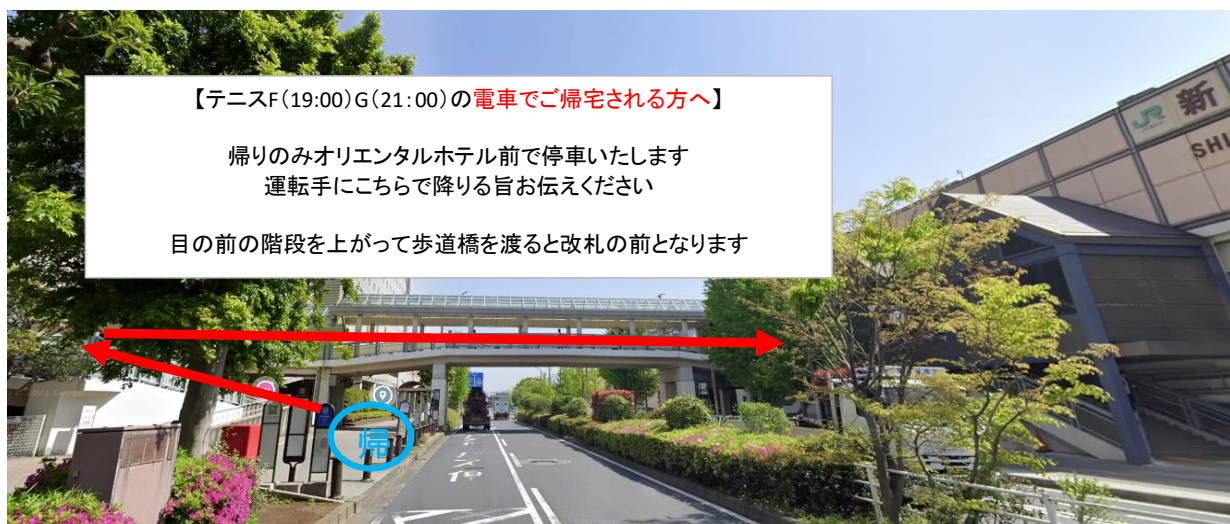 【テニスF(19:00)G(21:00)の電車でご帰宅される方へ】
帰りのみオリエンタルホテル前で停車いたします
運転手にこちらで降りる旨お伝えください
目の前の階段を上がって歩道橋を渡ると改札の前となります
JR 新
SHI
帰
バス